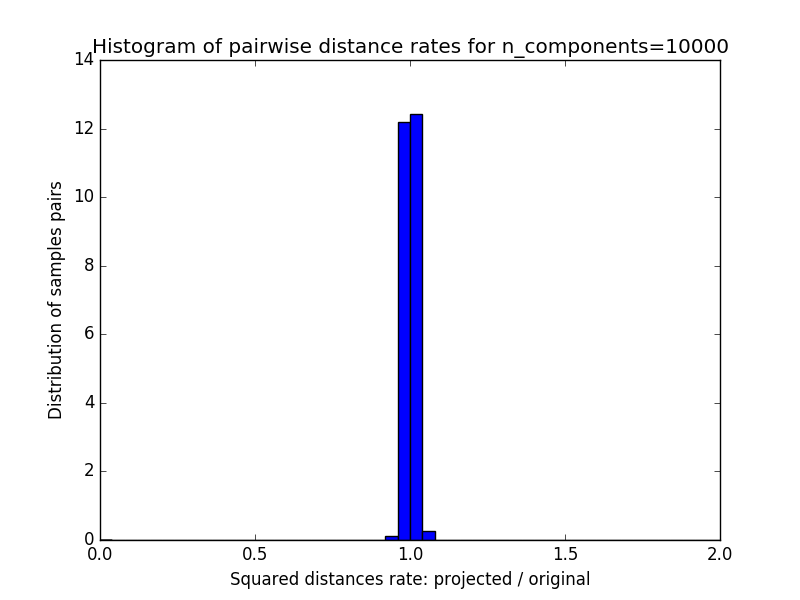 Histogram of pairwise distance rates for n_components=10000
14
12
10
8
6
4
2
0
Distribution of samples pairs
0.0 0.5 1.0 1.5 2.0
Squared distances rate: projected / original